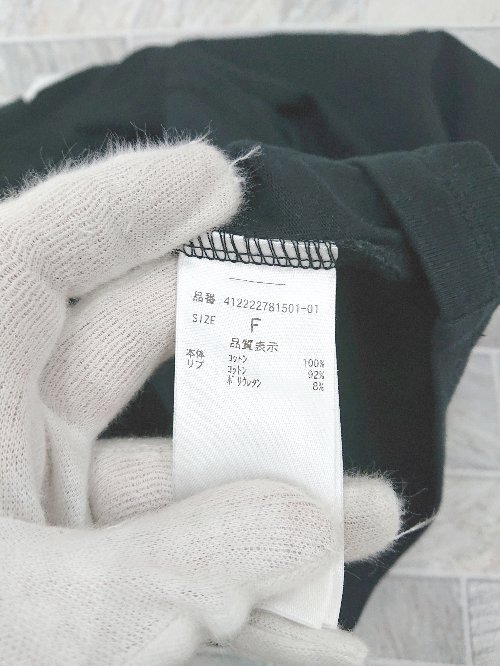 品番 412222781501-01
SIZE F
品質表示
本体 コットン 100%
リブ コットン 92%
ポリウレタン 8%